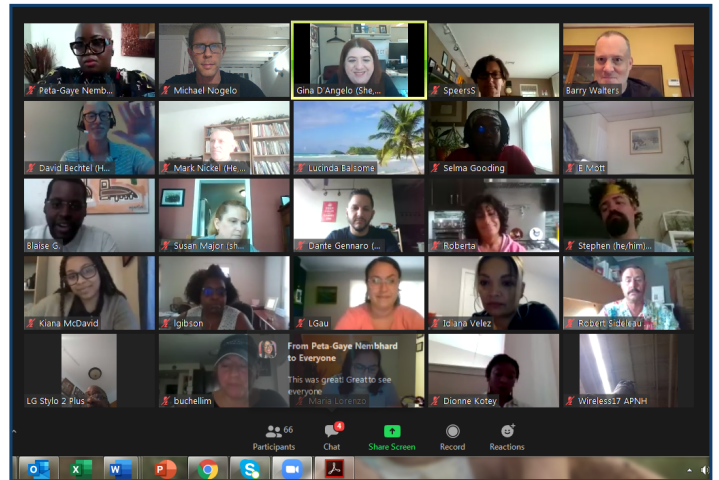 Peta-Gaye Nemb...
Michael Nogelo
Gina D'Angelo (She,...
SpeersS
Barry Walters
David Bechtel (H...
Mark Nickel (He,...
Lucinda Balsome
Selma Gooding
E Mott
Blaise G.
Susan Major (sh...
Dante Gennaro (...
Roberta
Stephen (he/him)...
Kiana McDavid
lgibson
LGau
Idiana Velez
Robert Sideleau
From Peta-Gaye Nembhard
to Everyone
This was great! Great to see
everyone
LG Stylo 2 Plus
buchellim
Maria Lorenzo
Dionne Kotey
Wireless17 APNH
66
4
Participants
Chat
Share Screen
Record
Reactions